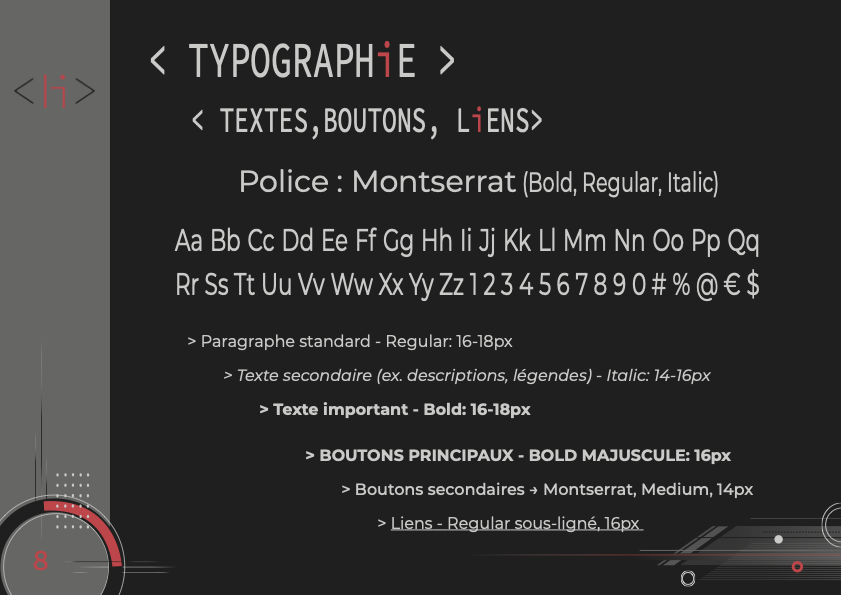 <Hi>
< TYPOGRAPHiE >
< TEXTES,BOUTONS, LiENS>
Police : Montserrat (Bold, Regular, Italic)
Aa Bb Cc Dd Ee Ff Gg Hh Ii Jj Kk Ll Mm Nn Oo Pp Qq
Rr Ss Tt Uu Vv Ww Xx Yy Zz 1 2 3 4 5 6 7 8 9 0 # % @ € $
> Paragraphe standard - Regular: 16-18px
> Texte secondaire (ex. descriptions, légendes) - Italic: 14-16px
> Texte important - Bold: 16-18px
> BOUTONS PRINCIPAUX - BOLD MAJUSCULE: 16px
> Boutons secondaires → Montserrat, Medium, 14px
> Liens - Regular sous-ligné, 16px
8